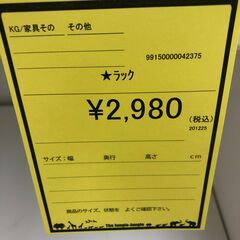 KG/家具その その他
99150000042375
★ラック
¥2,980
(税込)
201225
サイズ:幅 奥行 高さ cm
商品のサイズ、状態を よくご確認下さい。
The Jungle-Jungle